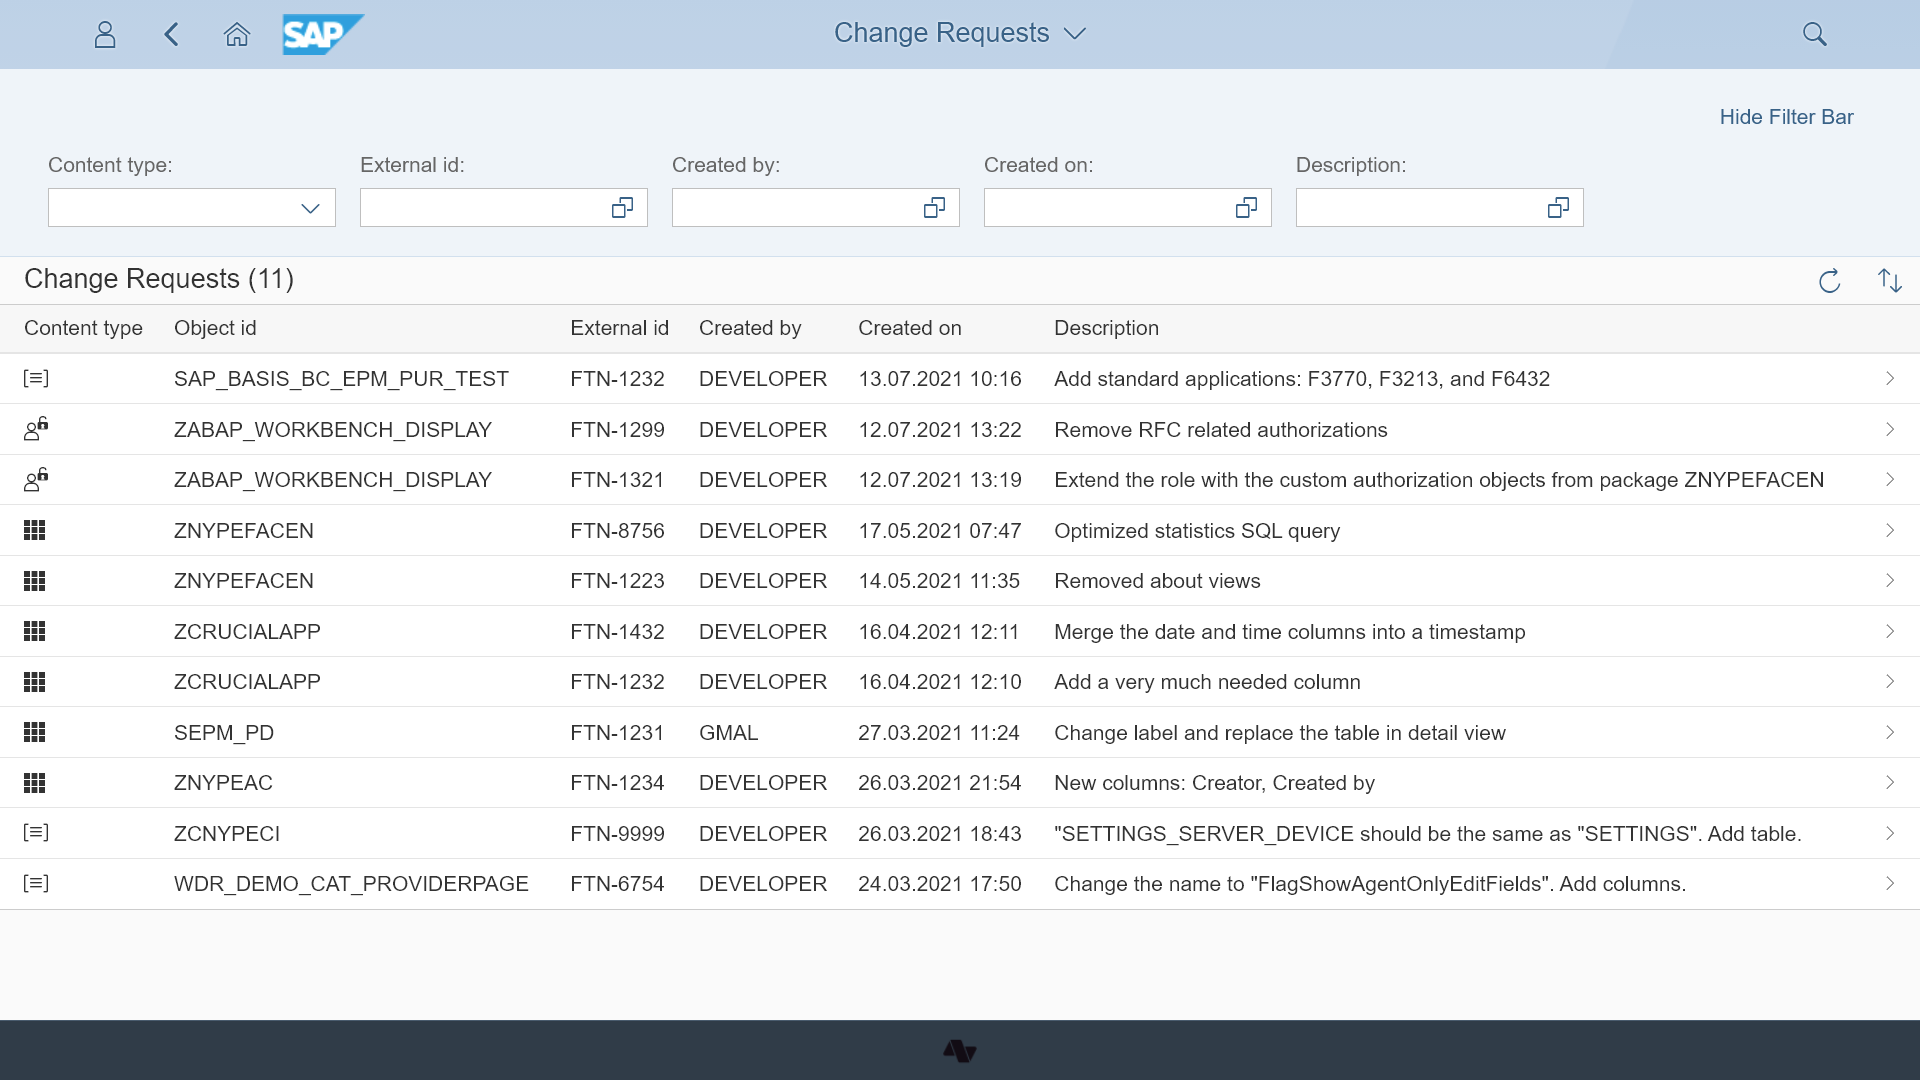 SAP Change Requests
Hide Filter Bar
Content type: External id: Created by: Created on: Description:
Change Requests (11)
Content type Object id External id Created by Created on Description
SAP_BASIS_BC_EPM_PUR_TEST FTN-1232 DEVELOPER 13.07.2021 10:16 Add standard applications: F3770, F3213, and F6432
ZABAP_WORKBENCH_DISPLAY FTN-1299 DEVELOPER 12.07.2021 13:22 Remove RFC related authorizations
ZABAP_WORKBENCH_DISPLAY FTN-1321 DEVELOPER 12.07.2021 13:19 Extend the role with the custom authorization objects from package ZNYPEFACEN
ZNYPEFACEN FTN-8756 DEVELOPER 17.05.2021 07:47 Optimized statistics SQL query
ZNYPEFACEN FTN-1223 DEVELOPER 14.05.2021 11:35 Removed about views
ZCRUCIALAPP FTN-1432 DEVELOPER 16.04.2021 12:11 Merge the date and time columns into a timestamp
ZCRUCIALAPP FTN-1232 DEVELOPER 16.04.2021 12:10 Add a very much needed column
SEPM_PD FTN-1231 GMAL 27.03.2021 11:24 Change label and replace the table in detail view
ZNYPEAC FTN-1234 DEVELOPER 26.03.2021 21:54 New columns: Creator, Created by
ZCNYPECI FTN-9999 DEVELOPER 26.03.2021 18:43 "SETTINGS_SERVER_DEVICE should be the same as "SETTINGS". Add table.
WDR_DEMO_CAT_PROVIDERPAGE FTN-6754 DEVELOPER 24.03.2021 17:50 Change the name to "FlagShowAgentOnlyEditFields". Add columns.